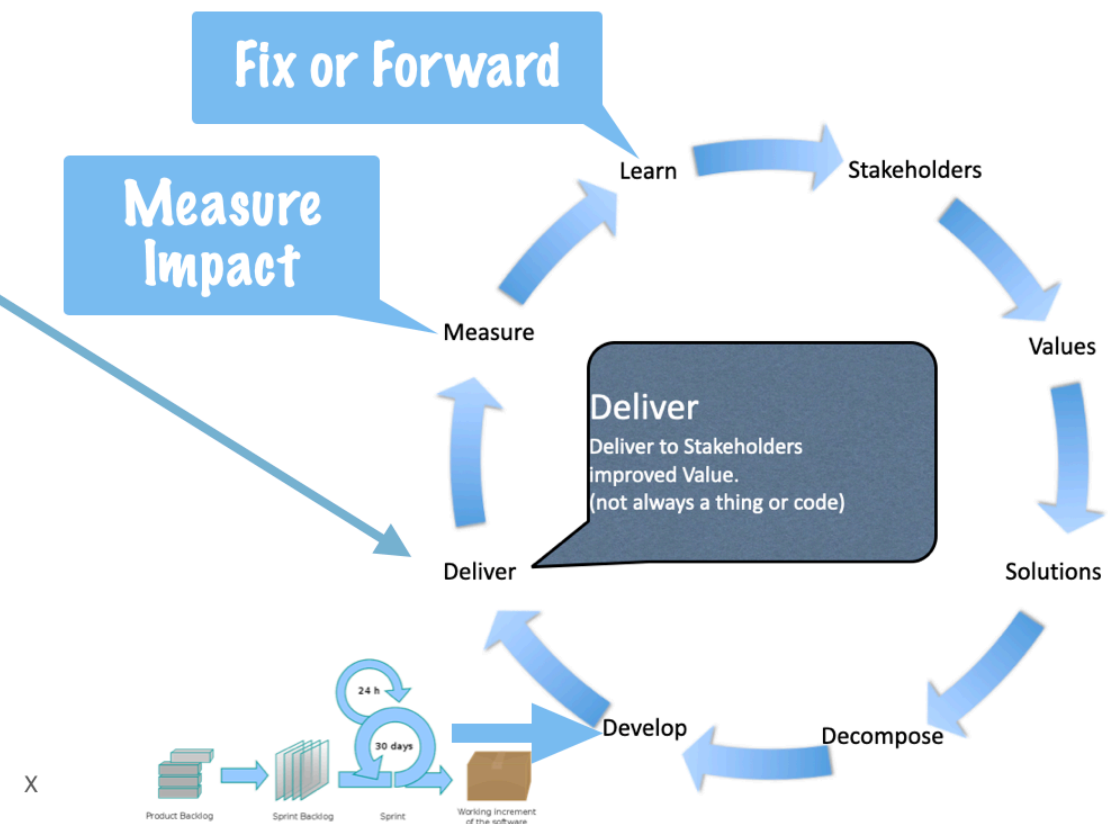 Fix or Forward
Learn
Stakeholders
Measure
Impact
Measure
Values
Deliver
Deliver to Stakeholders
improved Value.
(not always a thing or code)
Deliver
Solutions
24 h
30 days
Develop
Decompose
X
Product Backlog
Sprint Backlog
Sprint
Working increment
of the software